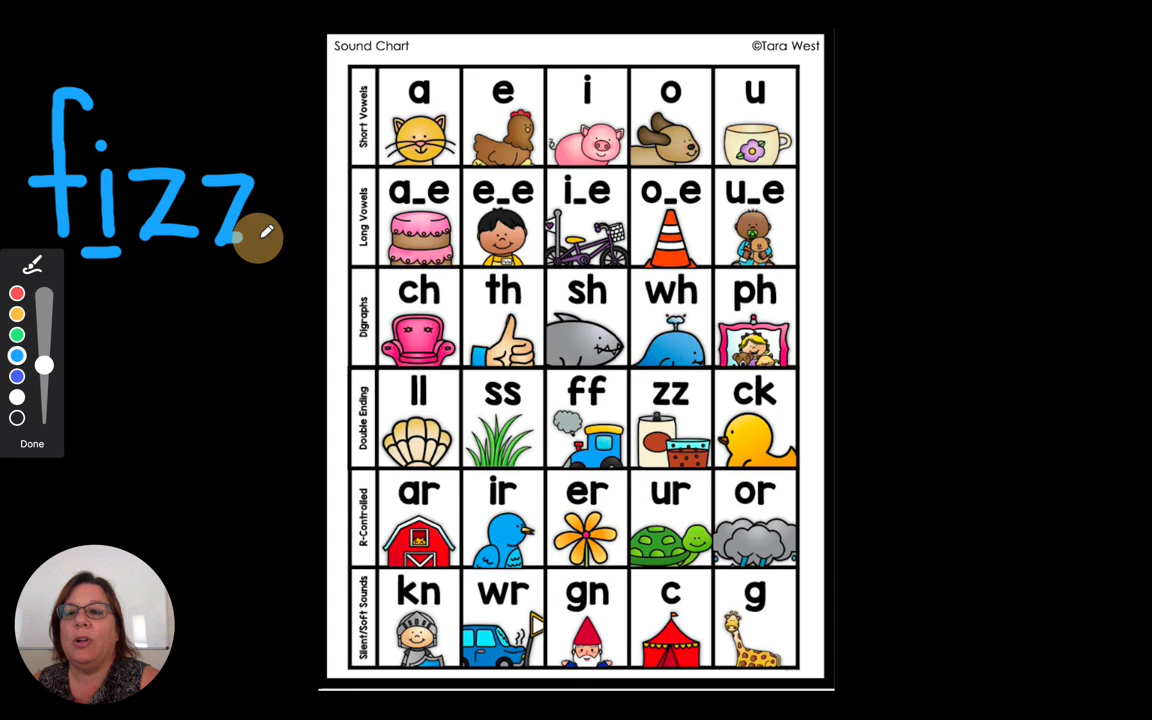 Sound Chart ©Tara West
fizz
Short Vowels a e i o u
Long Vowels a_e e_e i_e o_e u_e
Digraphs ch th sh wh ph
Double Ending ll ss ff zz ck
R-Controlled ar ir er ur or
Silent/Soft Sounds kn wr gn c g
Done